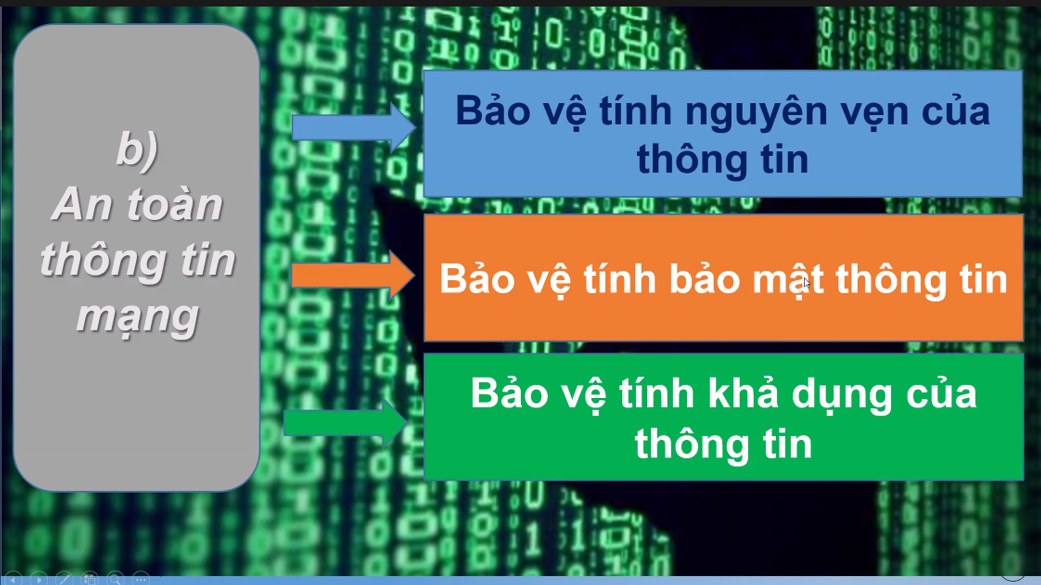 b)
An toàn
thông tin
mạng
Bảo vệ tính nguyên vẹn của
thông tin
Bảo vệ tính bảo mật thông tin
Bảo vệ tính khả dụng của
thông tin